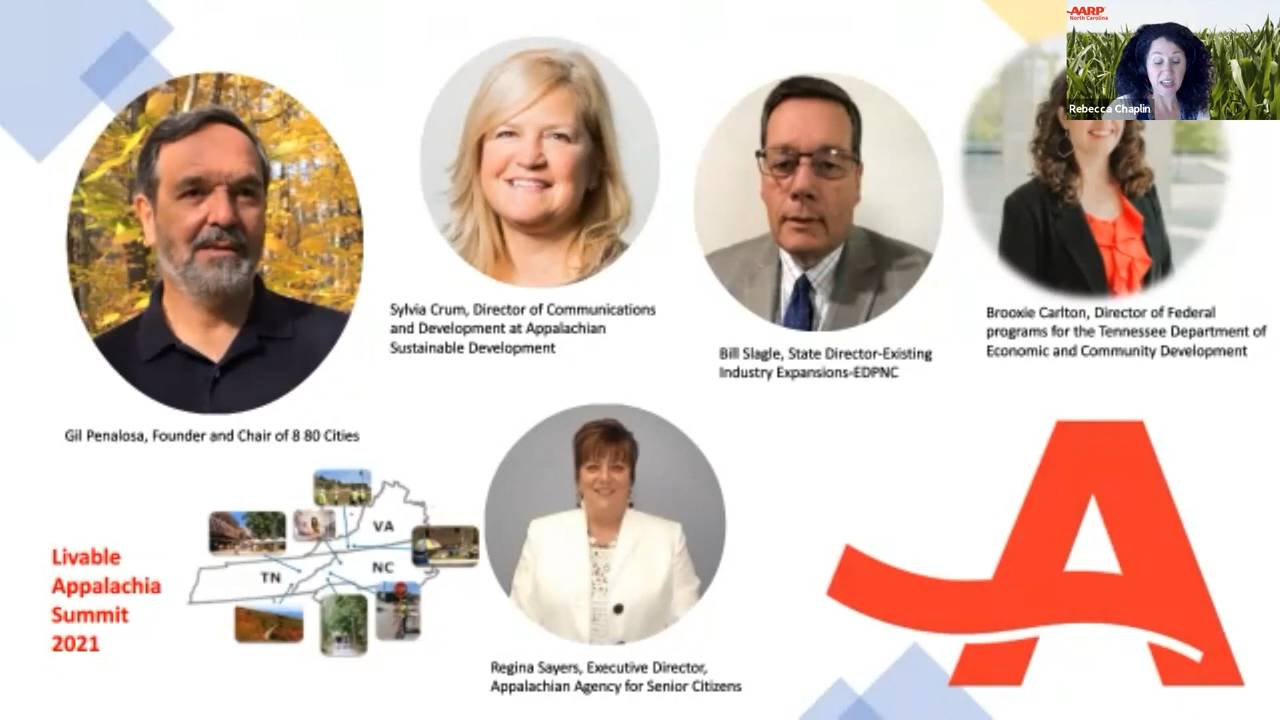 AARP
North Carolina
Rebecca Chaplin
Sylvia Crum, Director of Communications
and Development at Appalachian
Sustainable Development
Bill Slagle, State Director-Existing
Industry Expansions-EDPNC
Brooxie Carlton, Director of Federal
programs for the Tennessee Department of
Economic and Community Development
Gil Penalosa, Founder and Chair of 8 80 Cities
Livable
Appalachia
Summit
2021
VA
TN
NC
Regina Sayers, Executive Director,
Appalachian Agency for Senior Citizens